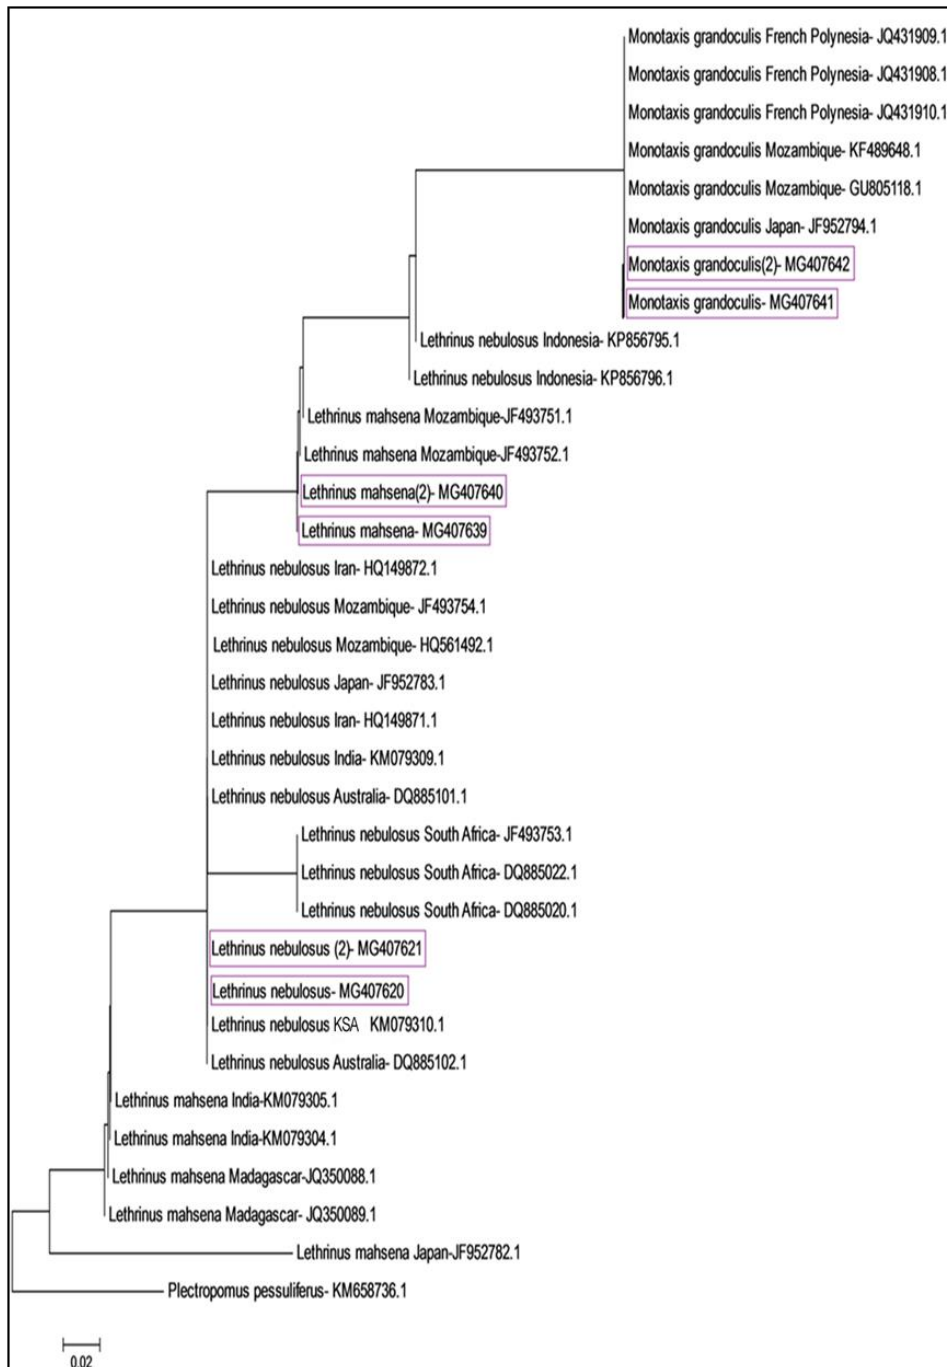 Monotaxis grandoculis French Polynesia- JQ431909.1
Monotaxis grandoculis French Polynesia- JQ431908.1
Monotaxis grandoculis French Polynesia- JQ431910.1
Monotaxis grandoculis Mozambique- KF489648.1
Monotaxis grandoculis Mozambique- GU805118.1
Monotaxis grandoculis Japan- JF952794.1
Monotaxis grandoculis(2)- MG407642
Monotaxis grandoculis- MG407641
Lethrinus nebulosus Indonesia- KP856795.1
Lethrinus nebulosus Indonesia- KP856796.1
Lethrinus mahsena Mozambique-JF493751.1
Lethrinus mahsena Mozambique-JF493752.1
Lethrinus mahsena(2)- MG407640
Lethrinus mahsena- MG407639
Lethrinus nebulosus Iran- HQ149872.1
Lethrinus nebulosus Mozambique- JF493754.1
Lethrinus nebulosus Mozambique- HQ561492.1
Lethrinus nebulosus Japan- JF952783.1
Lethrinus nebulosus Iran- HQ149871.1
Lethrinus nebulosus India- KM079309.1
Lethrinus nebulosus Australia- DQ885101.1
Lethrinus nebulosus South Africa- JF493753.1
Lethrinus nebulosus South Africa- DQ885022.1
Lethrinus nebulosus South Africa- DQ885020.1
Lethrinus nebulosus (2)- MG407621
Lethrinus nebulosus- MG407620
Lethrinus nebulosus KSA KM079310.1
Lethrinus nebulosus Australia- DQ885102.1
Lethrinus mahsena India-KM079305.1
Lethrinus mahsena India-KM079304.1
Lethrinus mahsena Madagascar-JQ350088.1
Lethrinus mahsena Madagascar- JQ350089.1
Lethrinus mahsena Japan-JF952782.1
Plectropomus pessuliferus- KM658736.1
0.02